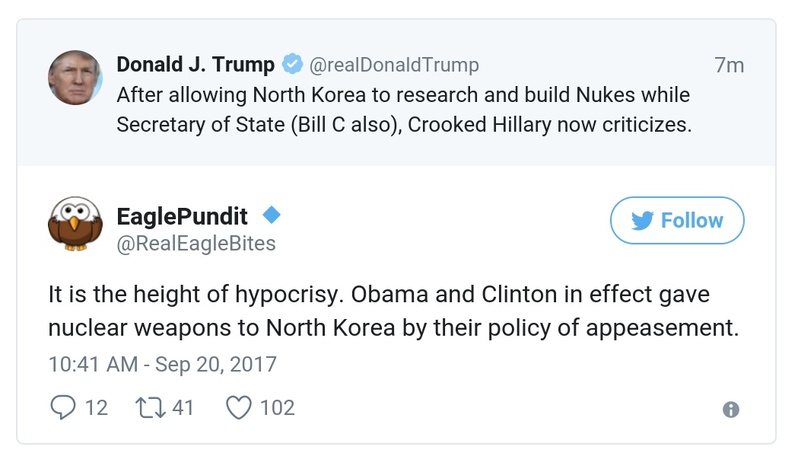 Donald J. Trump @realDonaldTrump 7m
After allowing North Korea to research and build Nukes while
Secretary of State (Bill C also), Crooked Hillary now criticizes.
EaglePundit
@RealEagleBites
Follow
It is the height of hypocrisy. Obama and Clinton in effect gave
nuclear weapons to North Korea by their policy of appeasement.
10:41 AM - Sep 20, 2017
12 41 102